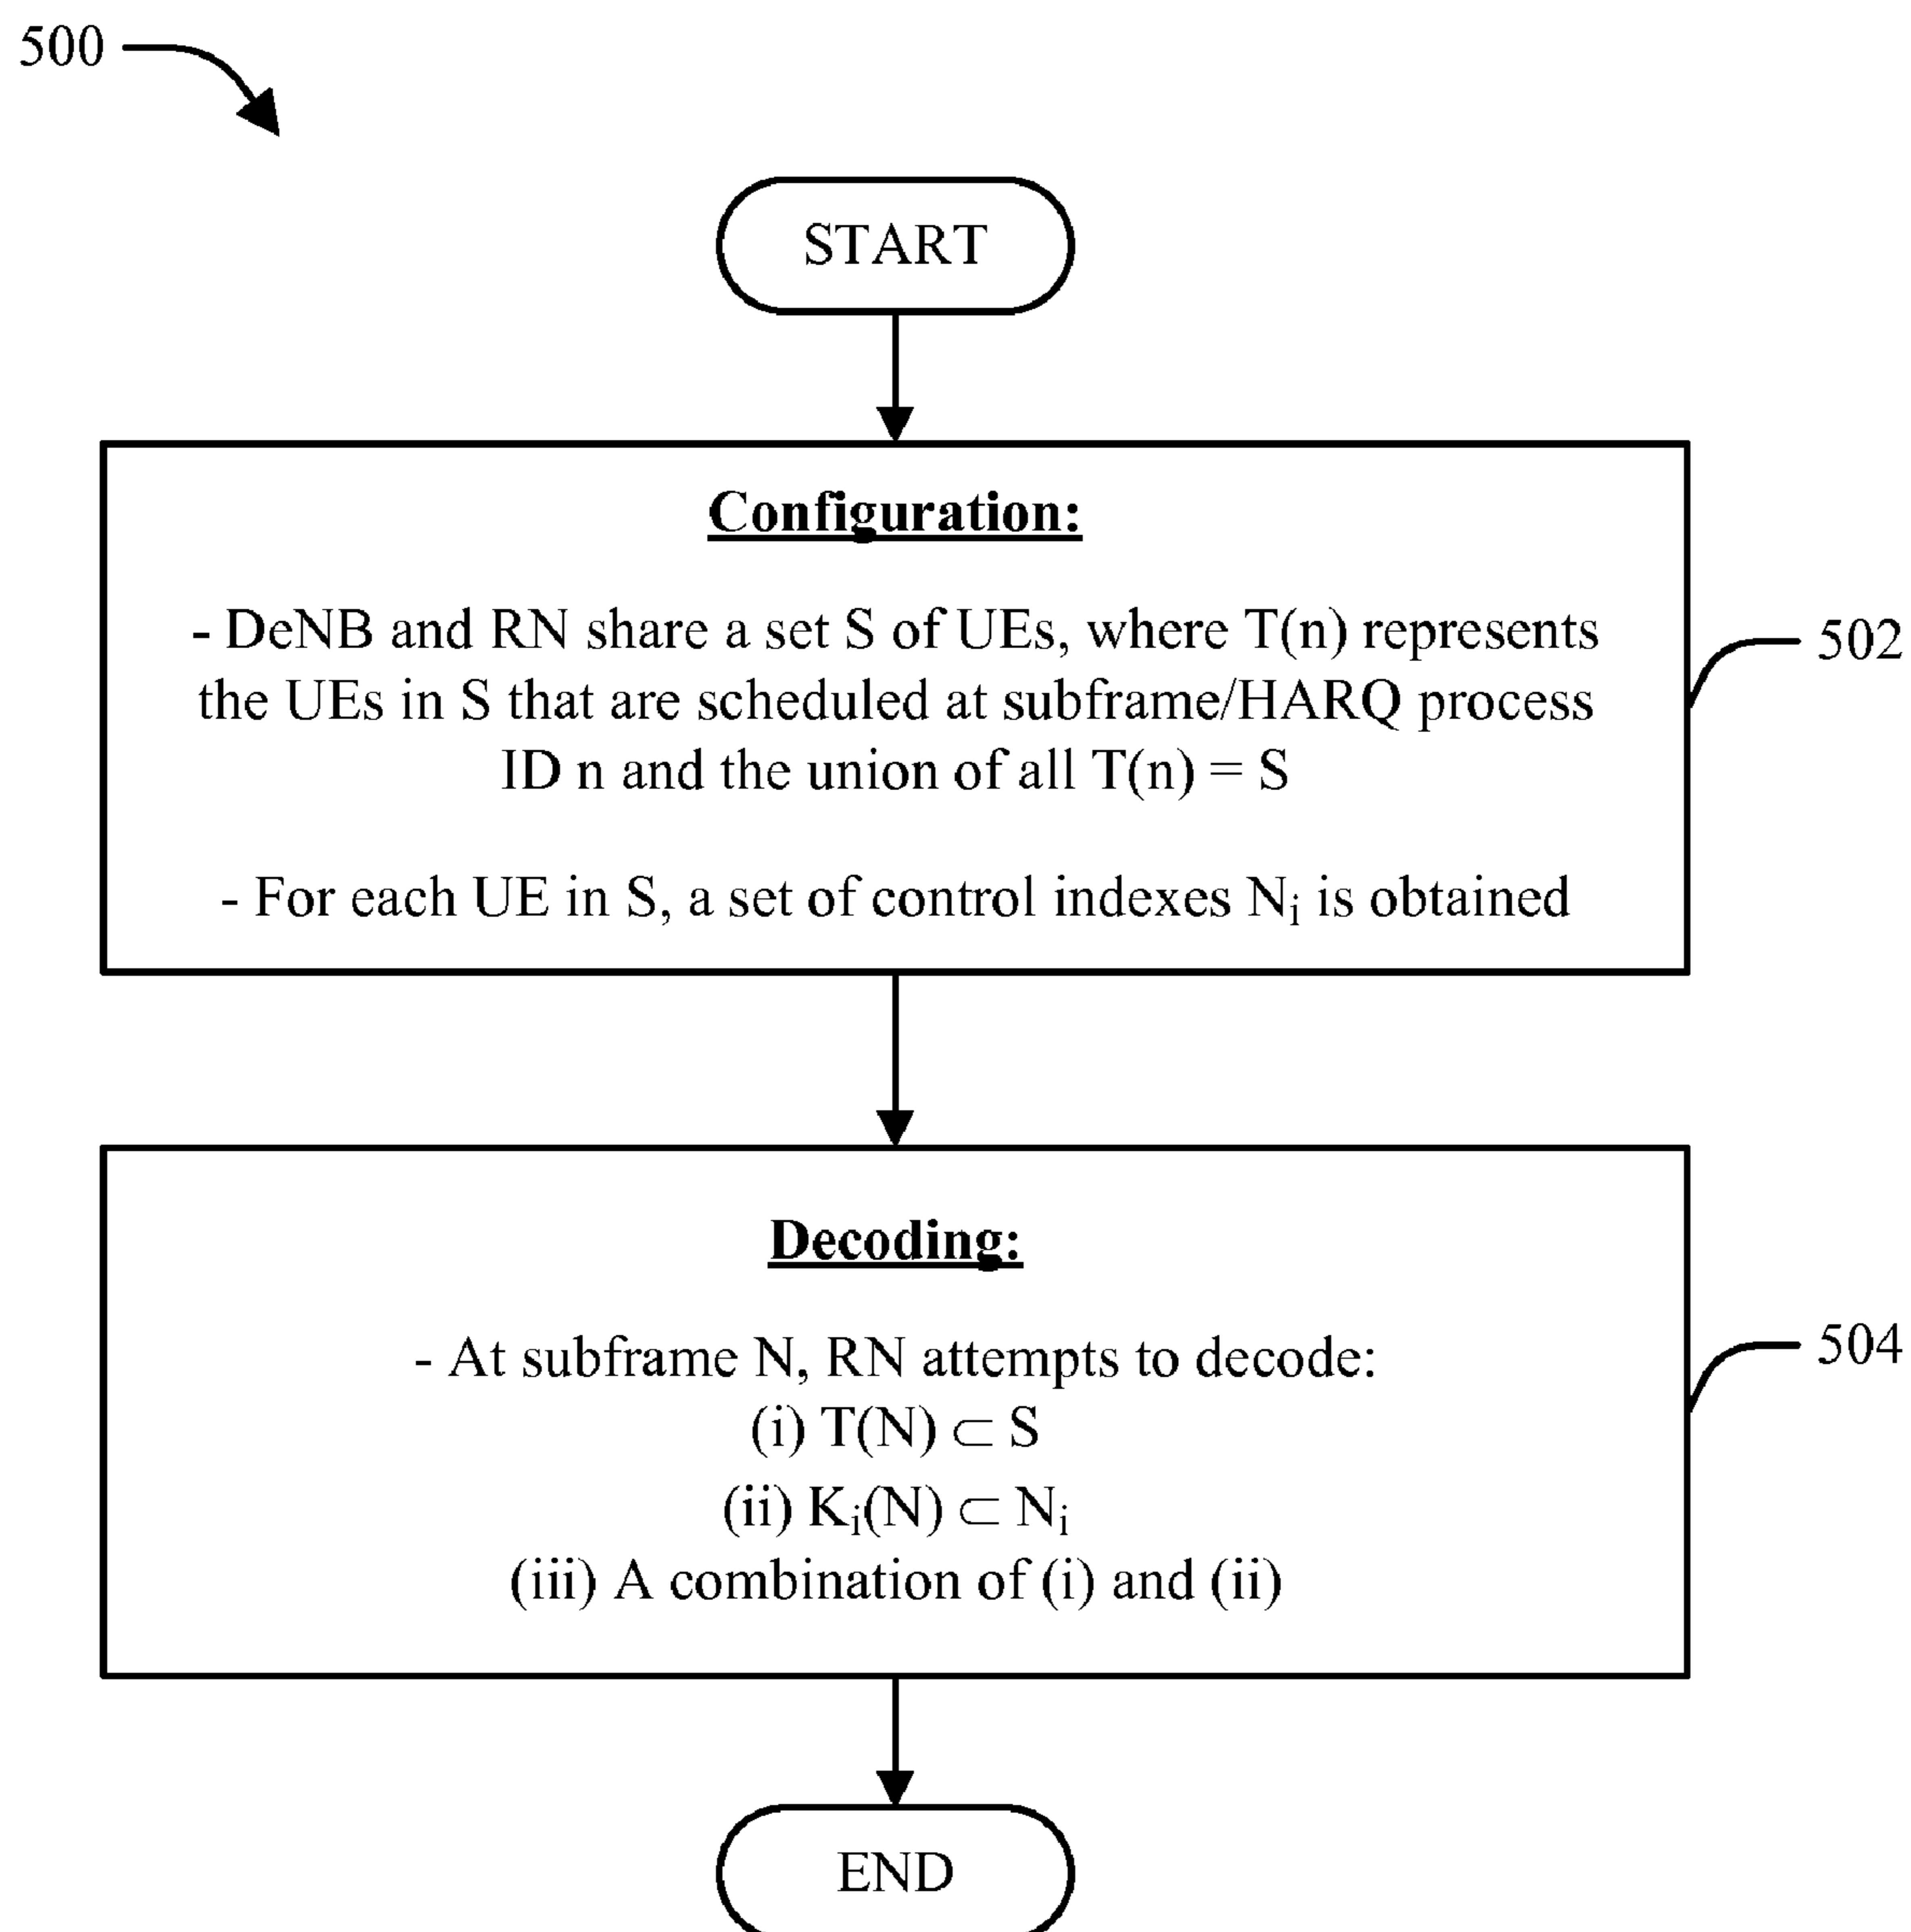 500
START
Configuration:
- DeNB and RN share a set S of UEs, where T(n) represents
the UEs in S that are scheduled at subframe/HARQ process
ID n and the union of all T(n) = S
- For each UE in S, a set of control indexes Nᵢ is obtained
502
Decoding:
- At subframe N, RN attempts to decode:
(i) T(N) ⊂ S
(ii) Kᵢ(N) ⊂ Nᵢ
(iii) A combination of (i) and (ii)
504
END